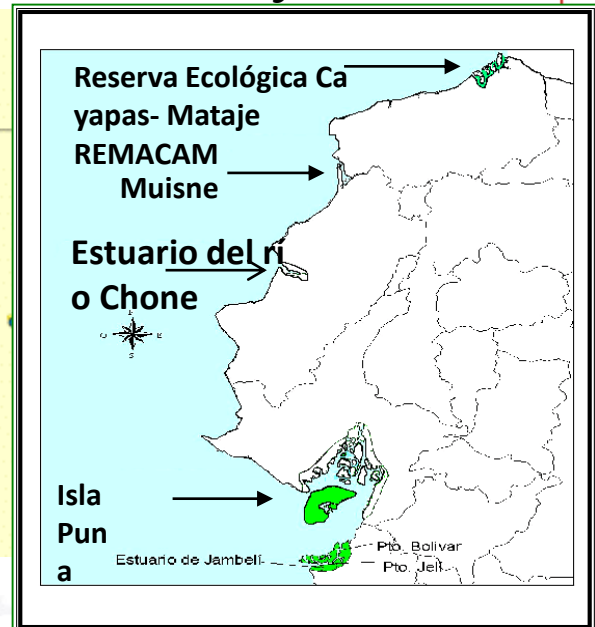 Reserva Ecológica Ca
yapas- Mataje
REMACAM
Muisne
Estuario del rí
o Chone
O
E
S
Isla
Pun
a
Pto. Bolivar
Estuario de Jambelí
Pto. Jelí